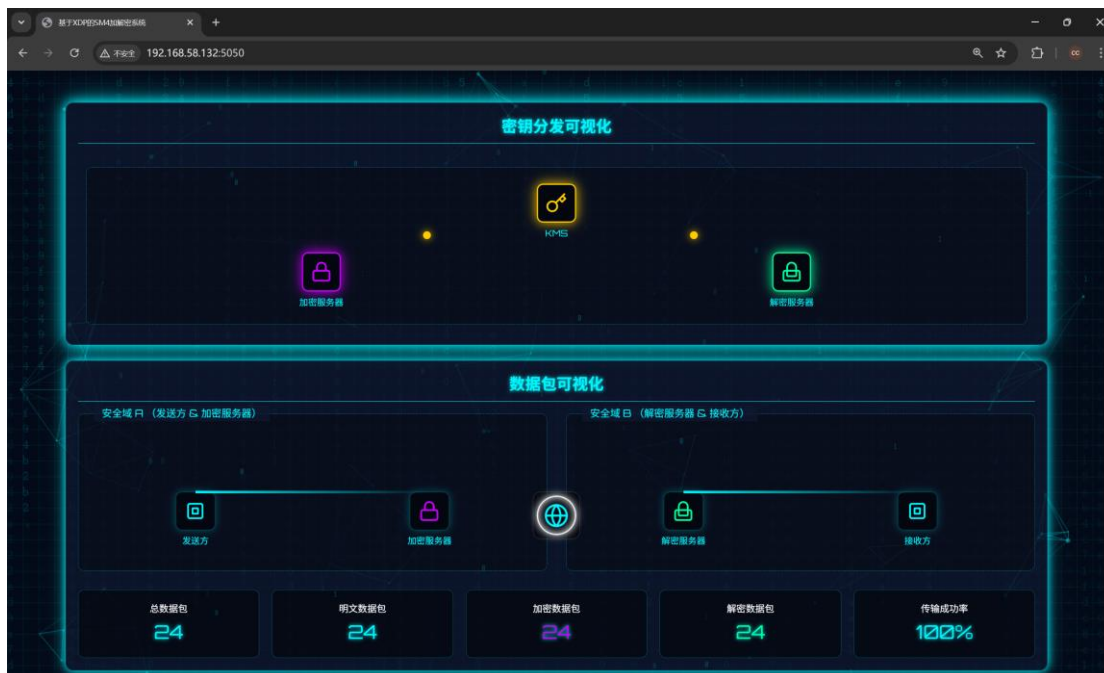 基于XDP的SM4加解密系统
不安全 192.168.58.132:5050
cc
密钥分发可视化
KMS
加密服务器
解密服务器
数据包可视化
安全域 A （发送方 & 加密服务器）
安全域 B （解密服务器 & 接收方）
发送方
加密服务器
解密服务器
接收方
总数据包
明文数据包
加密数据包
解密数据包
传输成功率
24
24
24
24
100%